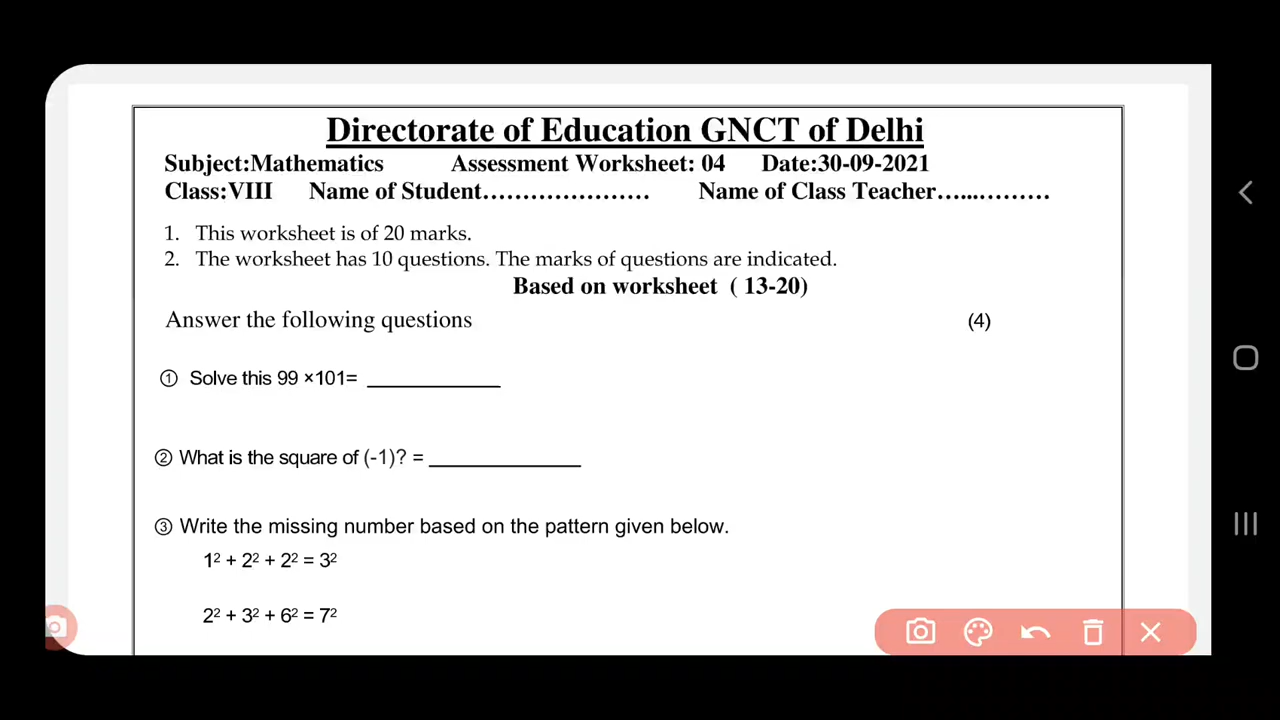 Directorate of Education GNCT of Delhi
Subject:Mathematics Assessment Worksheet: 04 Date:30-09-2021
Class:VIII Name of Student………………… Name of Class Teacher…...………
1. This worksheet is of 20 marks.
2. The worksheet has 10 questions. The marks of questions are indicated.
Based on worksheet ( 13-20)
Answer the following questions (4)
① Solve this 99 ×101= ____________
② What is the square of (-1)? = ______________
③ Write the missing number based on the pattern given below.
1² + 2² + 2² = 3²
2² + 3² + 6² = 7²